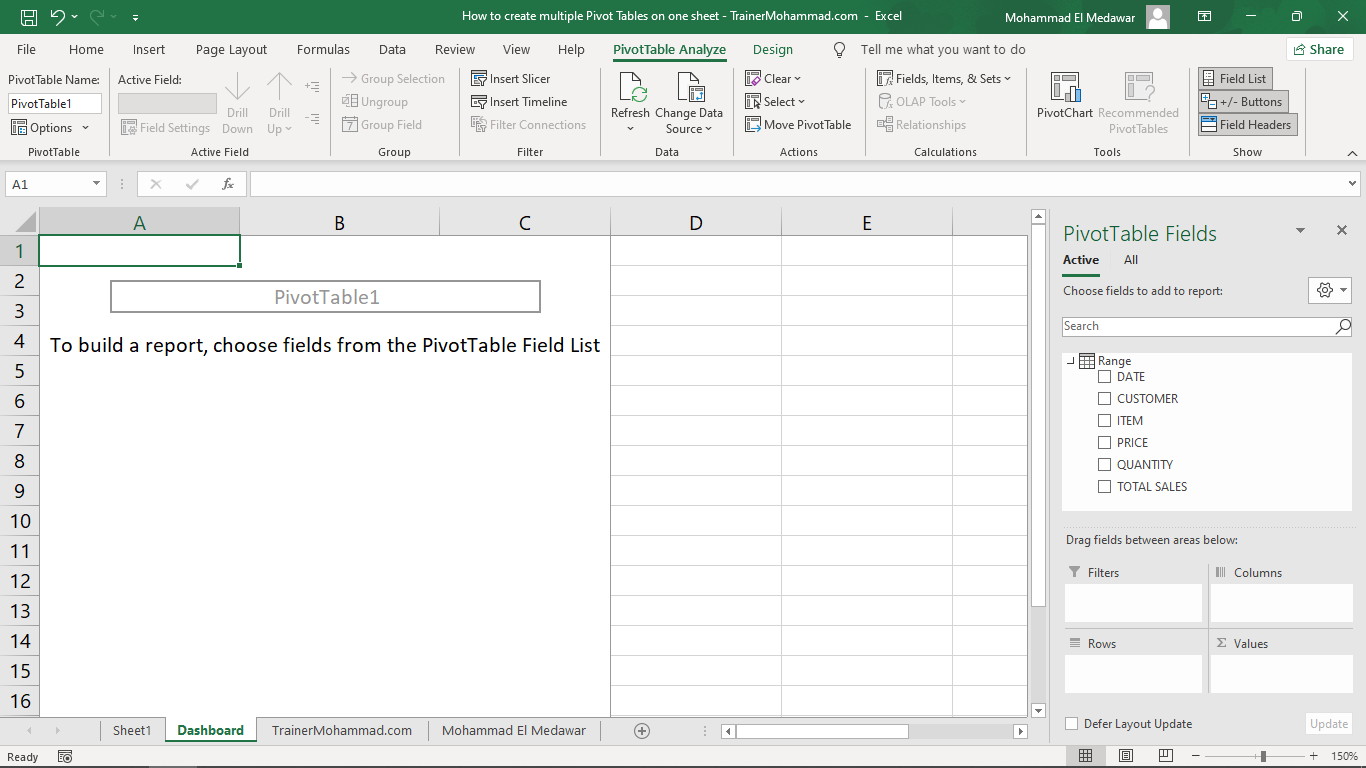 How to create multiple Pivot Tables on one sheet - TrainerMohammad.com - Excel
Mohammad El Medawar
File Home Insert Page Layout Formulas Data Review View Help PivotTable Analyze Design Tell me what you want to do Share
PivotTable Name:
PivotTable1
Options
PivotTable
Active Field:
Field Settings
Drill Down
Drill Up
Active Field
Group Selection
Ungroup
Group Field
Group
Insert Slicer
Insert Timeline
Filter Connections
Filter
Refresh
Change Data Source
Data
Clear
Select
Move PivotTable
Actions
Fields, Items, & Sets
OLAP Tools
Relationships
Calculations
PivotChart
Recommended PivotTables
Tools
Field List
+/- Buttons
Field Headers
Show
A1
fx
A B C D E
1
2
3
4
5
6
7
8
9
10
11
12
13
14
15
16
PivotTable1
To build a report, choose fields from the PivotTable Field List
PivotTable Fields
Active All
Choose fields to add to report:
Search
Range
DATE
CUSTOMER
ITEM
PRICE
QUANTITY
TOTAL SALES
Drag fields between areas below:
Filters
Columns
Rows
Σ Values
Defer Layout Update
Update
Sheet1 Dashboard TrainerMohammad.com Mohammad El Medawar
Ready
150%